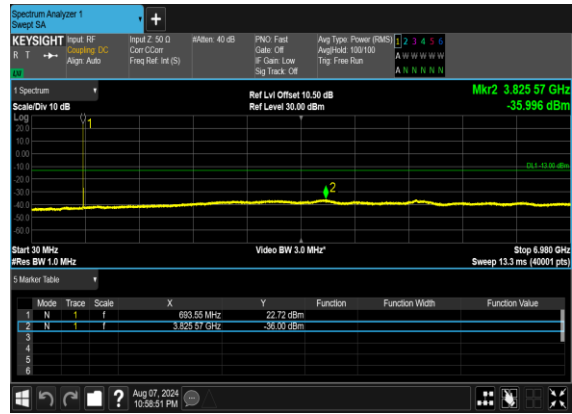 Spectrum Analyzer 1
Swept SA
+
KEYSIGHT Input: RF Input Z: 50 Ω #Atten: 40 dB PNO: Fast Avg Type: Power (RMS) 1 2 3 4 5 6
R T Coupling: DC Corr CCorr Gate: Off Avg|Hold: 100/100 A W W W W W
Align: Auto Freq Ref: Int (S) IF Gain: Low Trig: Free Run
Sig Track: Off A N N N N N
1 Spectrum Ref Lvl Offset 10.50 dB Mkr2 3.825 57 GHz
Scale/Div 10 dB Ref Level 30.00 dBm -35.996 dBm
Log
20.0
10.0
0.00
-10.0
-20.0
-30.0
-40.0
-50.0
-60.0
1
DL1 -13.00 dBm
2
Start 30 MHz Video BW 3.0 MHz* Stop 6.980 GHz
#Res BW 1.0 MHz Sweep 13.3 ms (40001 pts)
5 Marker Table
Mode Trace Scale X Y Function Function Width Function Value
1 N 1 f 693.55 MHz 22.72 dBm
2 N 1 f 3.825 57 GHz -36.00 dBm
3
4
5
6
? Aug 07, 2024
10:58:51 PM